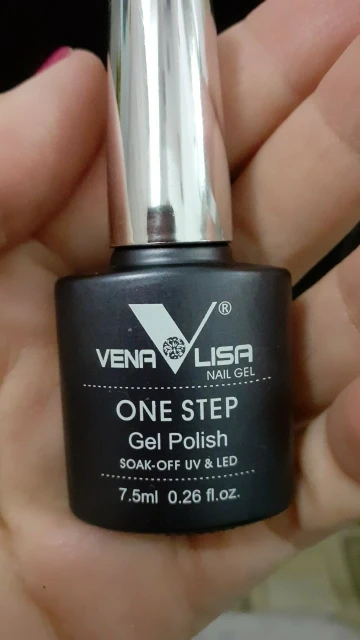 V®
VENA LISA
NAIL GEL
ONE STEP
Gel Polish
SOAK-OFF UV & LED
7.5ml 0.26 fl.oz.